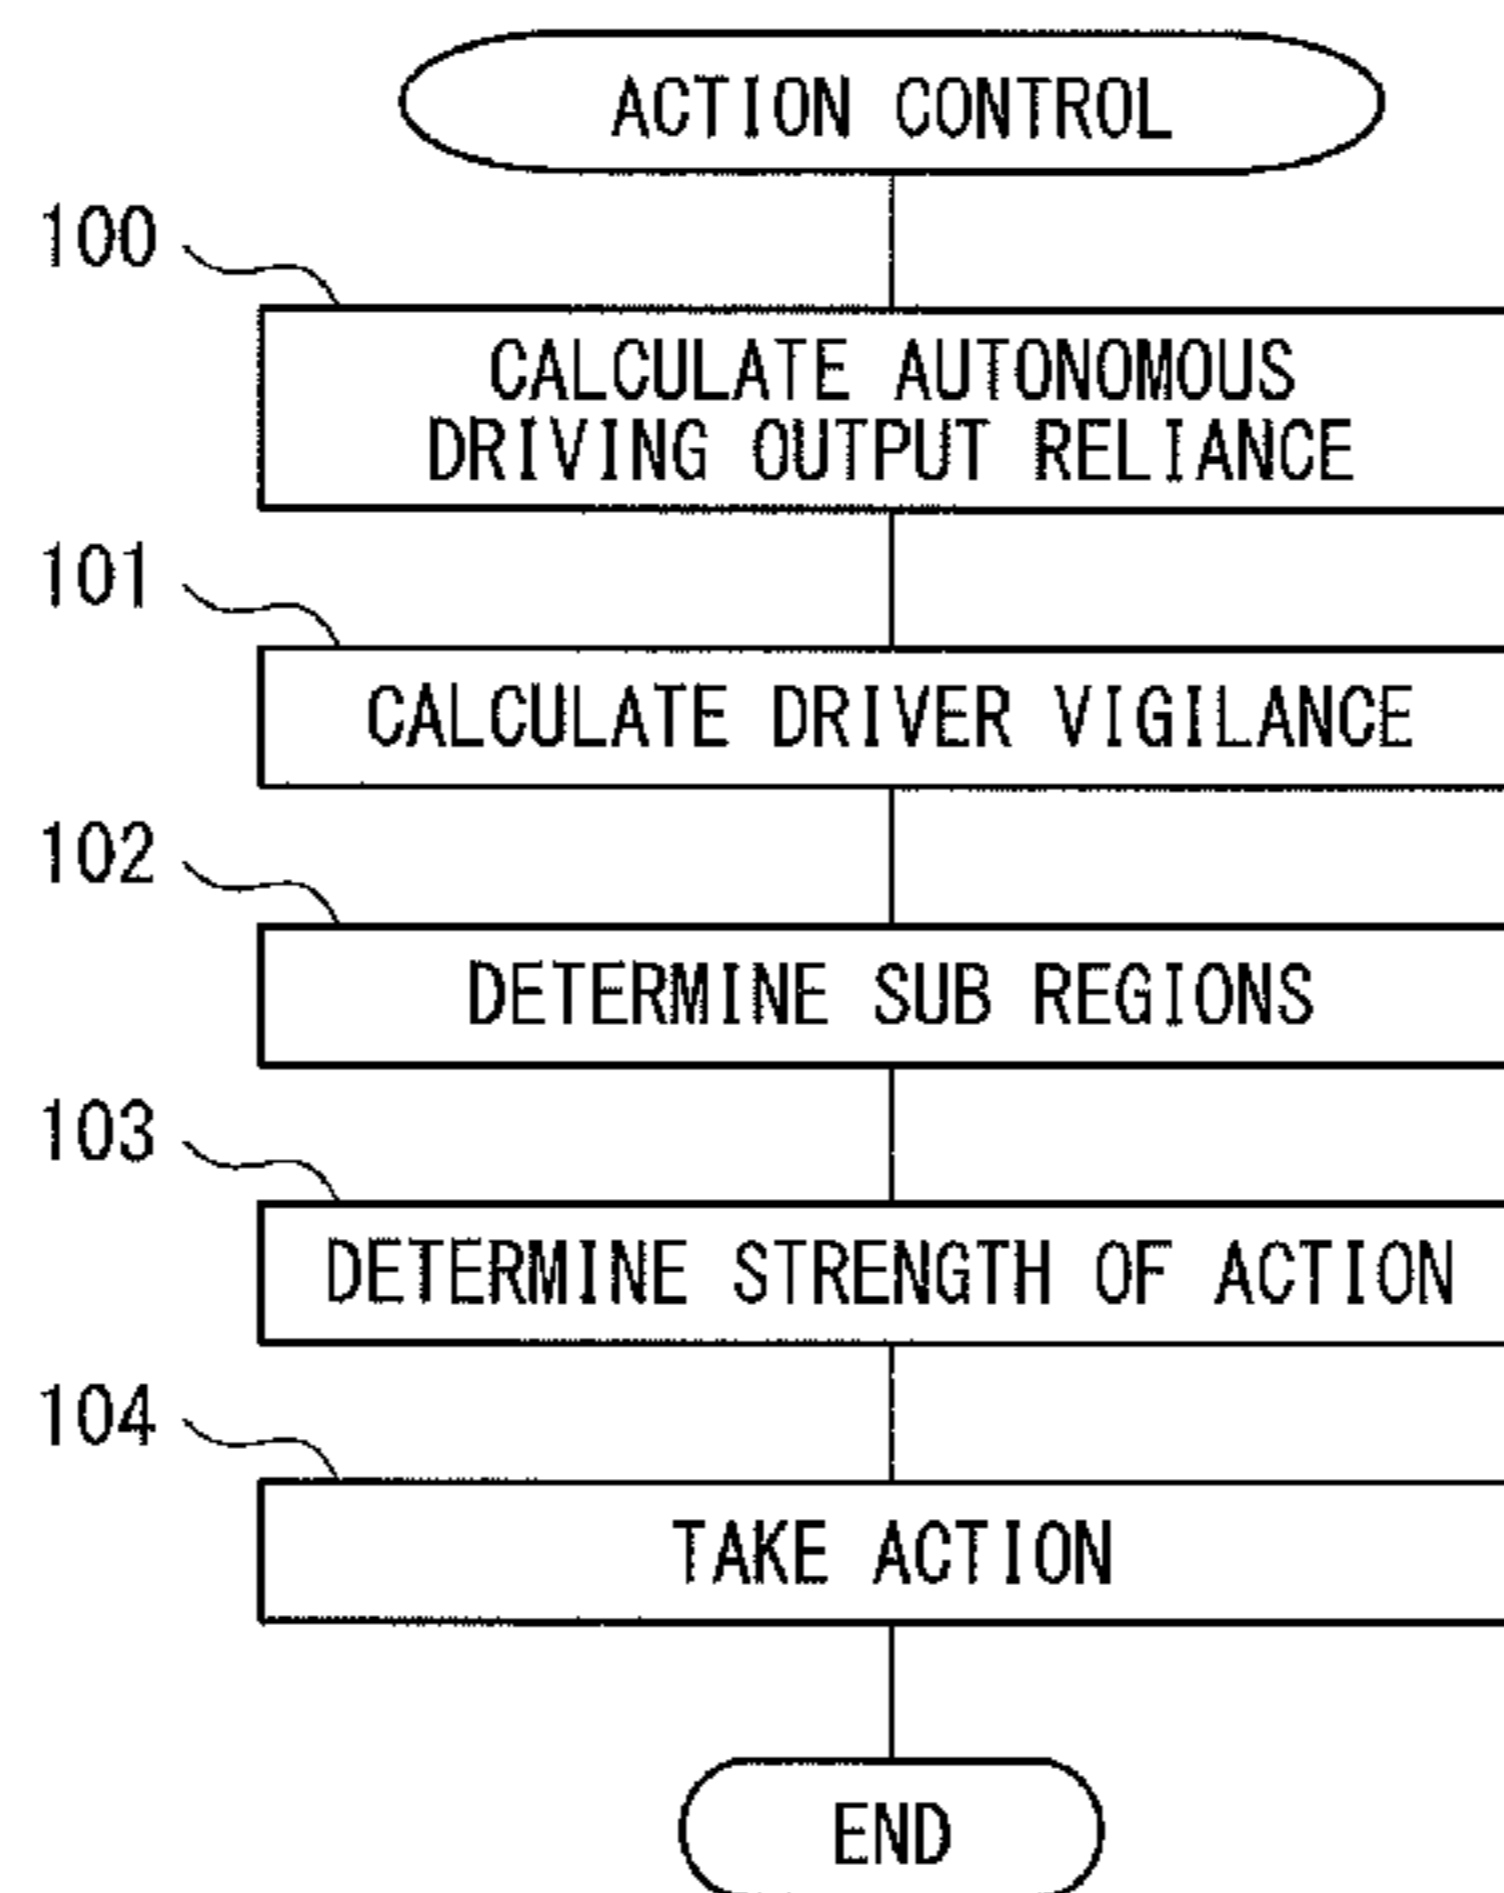 ACTION CONTROL
100
CALCULATE AUTONOMOUS
DRIVING OUTPUT RELIANCE
101
CALCULATE DRIVER VIGILANCE
102
DETERMINE SUB REGIONS
103
DETERMINE STRENGTH OF ACTION
104
TAKE ACTION
END